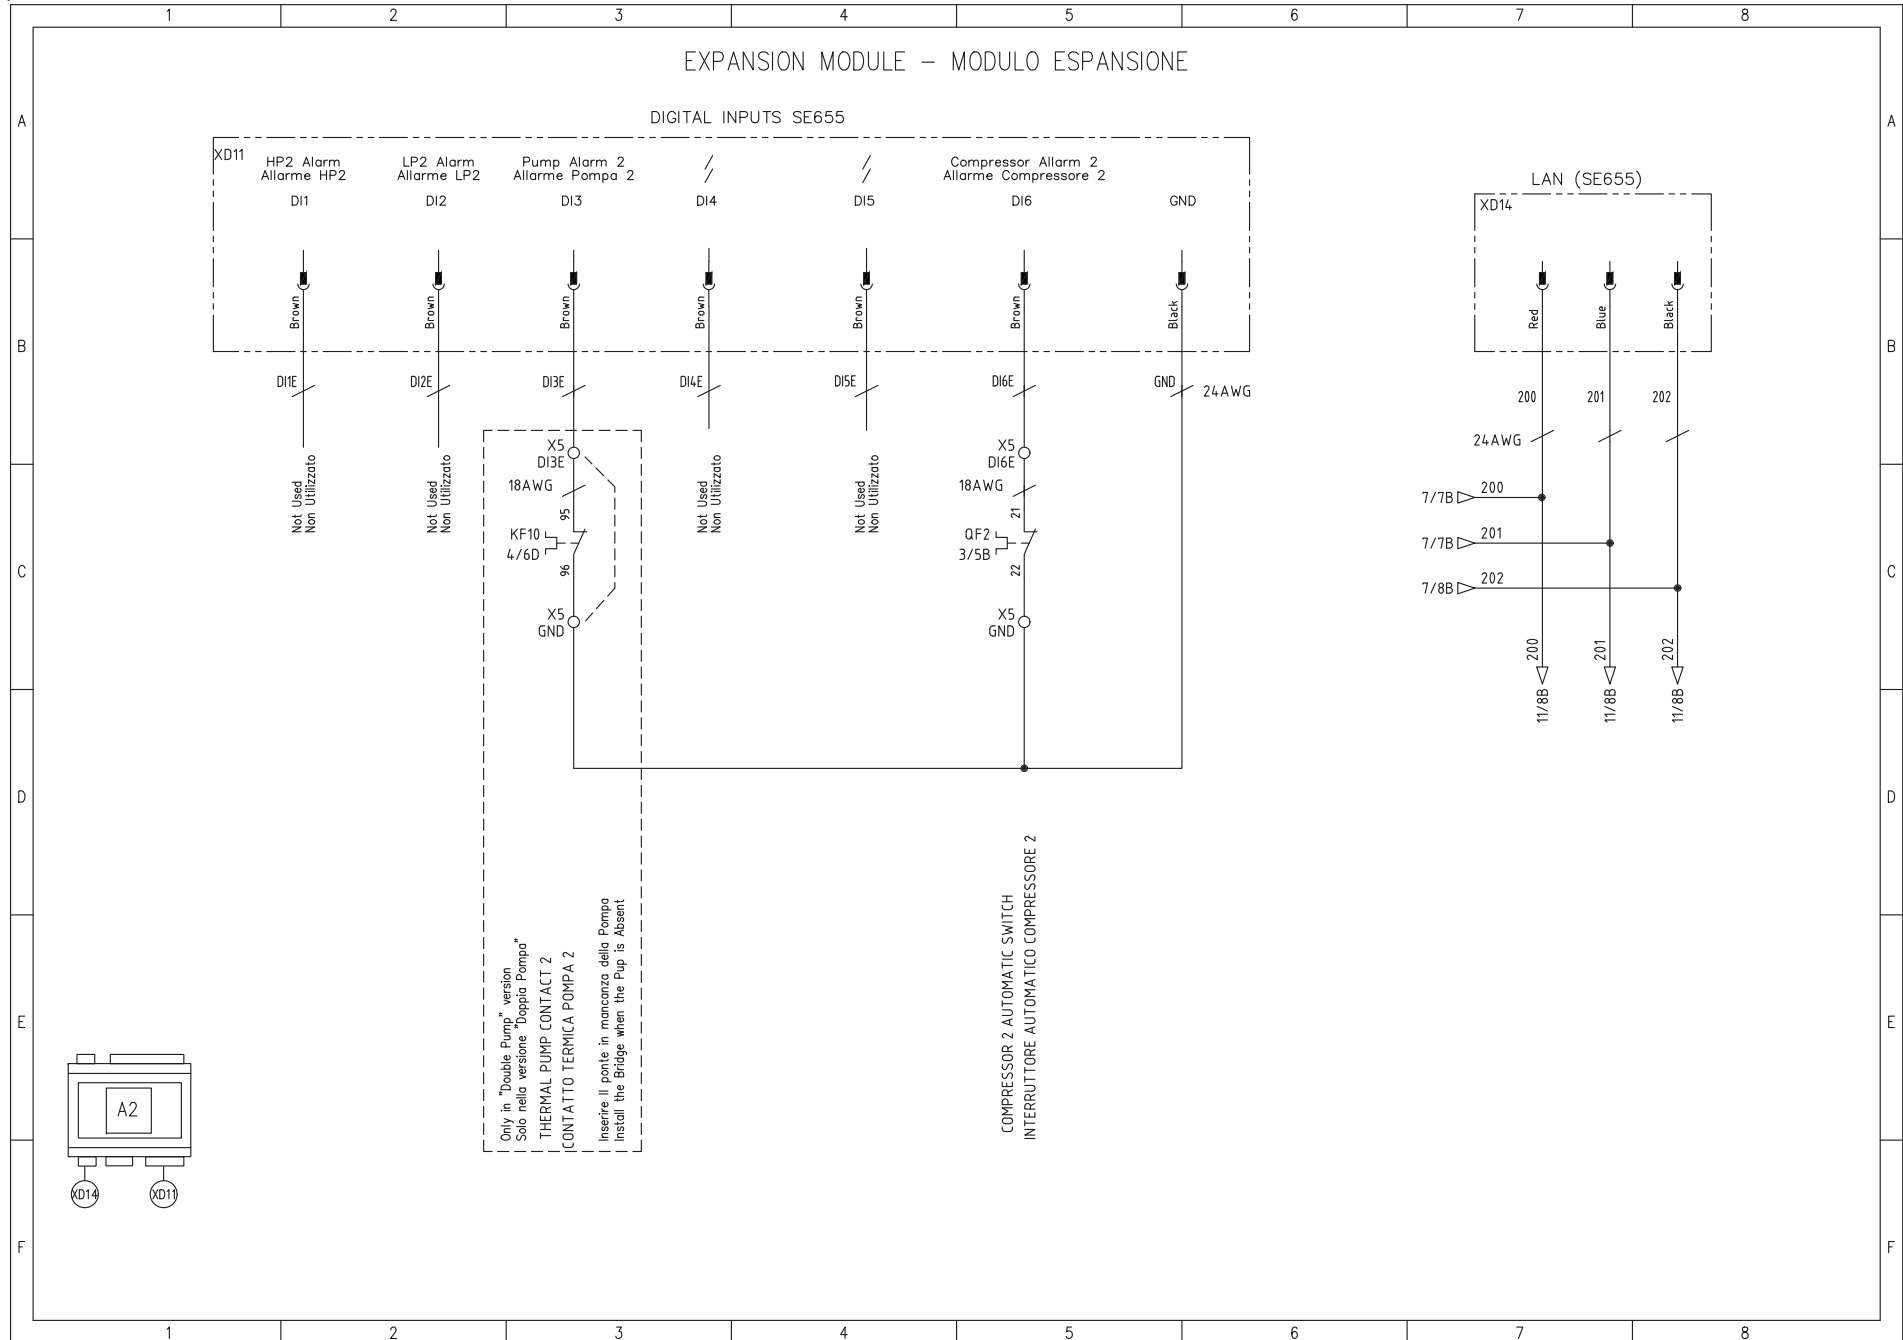 1 2 3 4 5 6 7 8
EXPANSION MODULE – MODULO ESPANSIONE
A
A
DIGITAL INPUTS SE655
XD11
HP2 Alarm
Allarme HP2
DI1
LP2 Alarm
Allarme LP2
DI2
Pump Alarm 2
Allarme Pompa 2
DI3
/
/
DI4
/
/
DI5
Compressor Allarm 2
Allarme Compressore 2
DI6
GND
LAN (SE655)
XD14
Brown
Brown
Brown
Brown
Brown
Brown
Black
Red
Blue
Black
B
B
DI1E
DI2E
DI3E
DI4E
DI5E
DI6E
GND
24AWG
200
201
202
24AWG
Not Used
Non Utilizzato
Not Used
Non Utilizzato
X5
DI3E
18AWG
95
KF10
4/6D
96
X5
GND
Not Used
Non Utilizzato
Not Used
Non Utilizzato
X5
DI6E
18AWG
21
QF2
3/5B
22
X5
GND
7/7B 200
7/7B 201
7/8B 202
C
C
200
201
202
11/8B
11/8B
11/8B
D
D
Only in "Double Pump" version
Solo nella versione "Doppia Pompa"
THERMAL PUMP CONTACT 2
CONTATTO TERMICA POMPA 2
Inserire Il ponte in mancanza della Pompa
Install the Bridge when the Pup is Absent
COMPRESSOR 2 AUTOMATIC SWITCH
INTERRUTTORE AUTOMATICO COMPRESSORE 2
E
E
A2
XD14
XD11
F
F
1 2 3 4 5 6 7 8